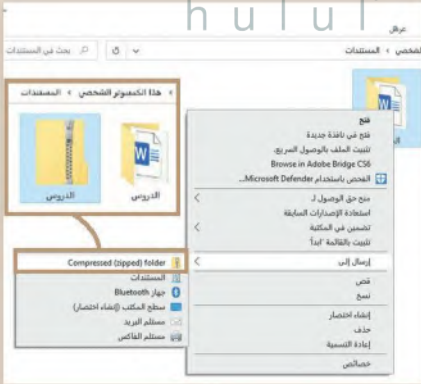 hulul
عرض
الشخصي › المستندات
بحث في المستندات
هذا الكمبيوتر الشخصي › المستندات
الدروس
الدروس
فتح
فتح في نافذة جديدة
تثبيت الملف بالوصول السريع.
Browse in Adobe Bridge CS6
الفحص باستخدام Microsoft Defender...
منح حق الوصول لـ
استعادة الإصدارات السابقة
تضمين في المكتبة
تثبيت بالقائمة "ابدأ"
إرسال إلى
قص
نسخ
إنشاء اختصار
حذف
إعادة التسمية
خصائص
Compressed (zipped) folder
المستندات
جهاز Bluetooth
سطح المكتب (إنشاء اختصار)
مستلم البريد
مستلم الفاكس